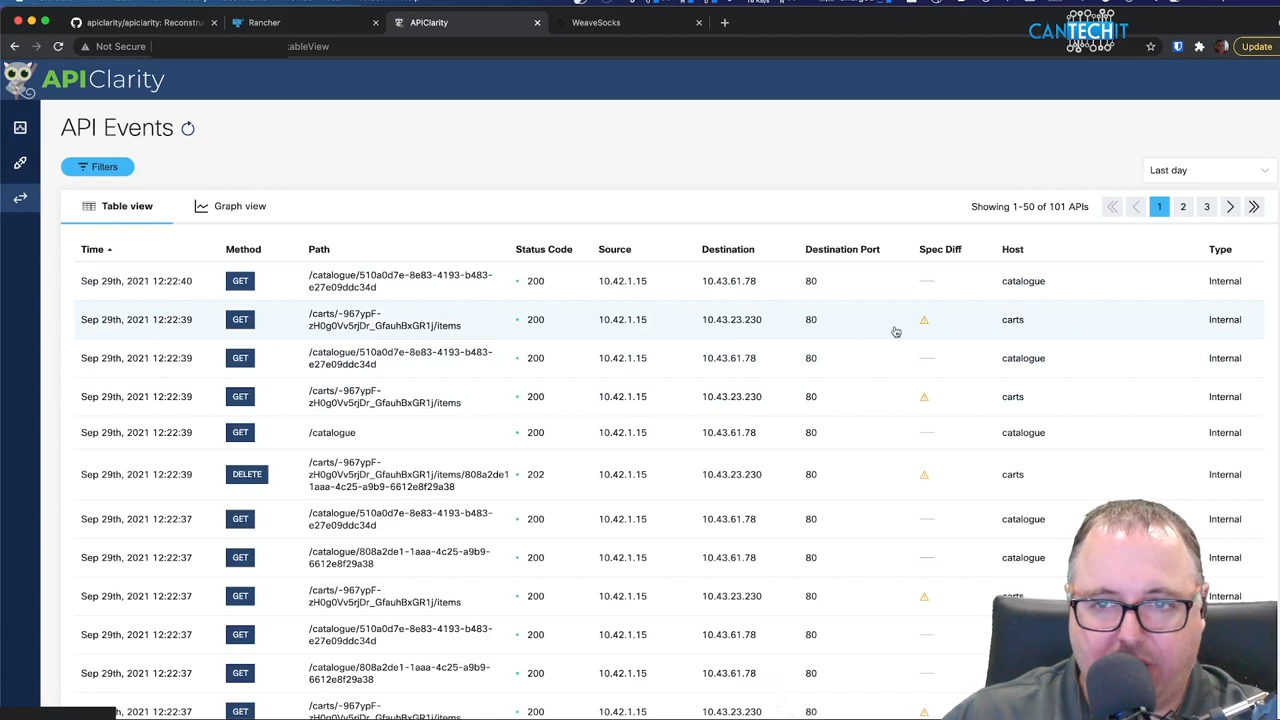 apiclarity/apiclarity: Reconstru
Rancher
APIClarity
WeaveSocks
Not Secure
:ableView
CANTECHIT
Update
APIClarity
API Events
Filters
Last day
Table view
Graph view
Showing 1-50 of 101 APIs
1
2
3
Time Method Path Status Code Source Destination Destination Port Spec Diff Host Type
Sep 29th, 2021 12:22:40 GET /catalogue/510a0d7e-8e83-4193-b483-
e27e09ddc34d 200 10.42.1.15 10.43.61.78 80 catalogue Internal
Sep 29th, 2021 12:22:39 GET /carts/-967ypF-
zH0g0Vv5rjDr_GfauhBxGR1j/items 200 10.42.1.15 10.43.23.230 80 carts Internal
Sep 29th, 2021 12:22:39 GET /catalogue/510a0d7e-8e83-4193-b483-
e27e09ddc34d 200 10.42.1.15 10.43.61.78 80 catalogue Internal
Sep 29th, 2021 12:22:39 GET /carts/-967ypF-
zH0g0Vv5rjDr_GfauhBxGR1j/items 200 10.42.1.15 10.43.23.230 80 carts Internal
Sep 29th, 2021 12:22:39 GET /catalogue 200 10.42.1.15 10.43.61.78 80 catalogue Internal
Sep 29th, 2021 12:22:39 DELETE /carts/-967ypF-
zH0g0Vv5rjDr_GfauhBxGR1j/items/808a2de1
1aaa-4c25-a9b9-6612e8f29a38 202 10.42.1.15 10.43.23.230 80 carts Internal
Sep 29th, 2021 12:22:37 GET /catalogue/510a0d7e-8e83-4193-b483-
e27e09ddc34d 200 10.42.1.15 10.43.61.78 80 catalogue Internal
Sep 29th, 2021 12:22:37 GET /catalogue/808a2de1-1aaa-4c25-a9b9-
6612e8f29a38 200 10.42.1.15 10.43.61.78 80 catalogue Internal
Sep 29th, 2021 12:22:37 GET /carts/-967ypF-
zH0g0Vv5rjDr_GfauhBxGR1j/items 200 10.42.1.15 10.43.23.230 80 carts Internal
Sep 29th, 2021 12:22:37 GET /catalogue/510a0d7e-8e83-4193-b483-
e27e09ddc34d 200 10.42.1.15 10.43.61.78 80 Internal
Sep 29th, 2021 12:22:37 GET /catalogue/808a2de1-1aaa-4c25-a9b9-
6612e8f29a38 200 10.42.1.15 10.43.61.78 80
Sep 29th, 2021 12:22:37 GET zH0g0Vv5rjDr_GfauhBxGR1j/items 200 10.42.1.15 10.43.23.230 80